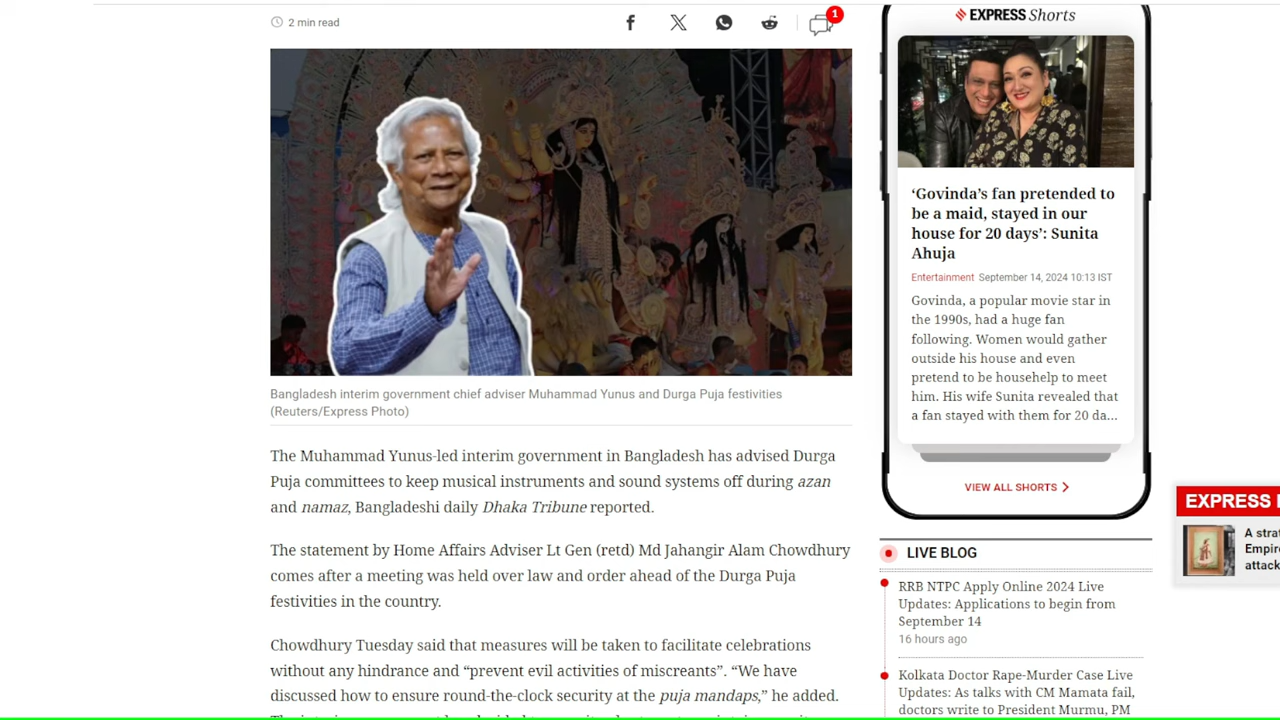 2 min read
1
Bangladesh interim government chief adviser Muhammad Yunus and Durga Puja festivities
(Reuters/Express Photo)
The Muhammad Yunus-led interim government in Bangladesh has advised Durga
Puja committees to keep musical instruments and sound systems off during azan
and namaz, Bangladeshi daily Dhaka Tribune reported.
The statement by Home Affairs Adviser Lt Gen (retd) Md Jahangir Alam Chowdhury
comes after a meeting was held over law and order ahead of the Durga Puja
festivities in the country.
Chowdhury Tuesday said that measures will be taken to facilitate celebrations
without any hindrance and “prevent evil activities of miscreants”. “We have
discussed how to ensure round-the-clock security at the puja mandaps,” he added.
EXPRESS Shorts
‘Govinda’s fan pretended to
be a maid, stayed in our
house for 20 days’: Sunita
Ahuja
Entertainment September 14, 2024 10:13 IST
Govinda, a popular movie star in
the 1990s, had a huge fan
following. Women would gather
outside his house and even
pretend to be househelp to meet
him. His wife Sunita revealed that
a fan stayed with them for 20 da...
VIEW ALL SHORTS
LIVE BLOG
RRB NTPC Apply Online 2024 Live
Updates: Applications to begin from
September 14
16 hours ago
Kolkata Doctor Rape-Murder Case Live
Updates: As talks with CM Mamata fail,
doctors write to President Murmu, PM
EXPRESS
A strat
Empire
attack